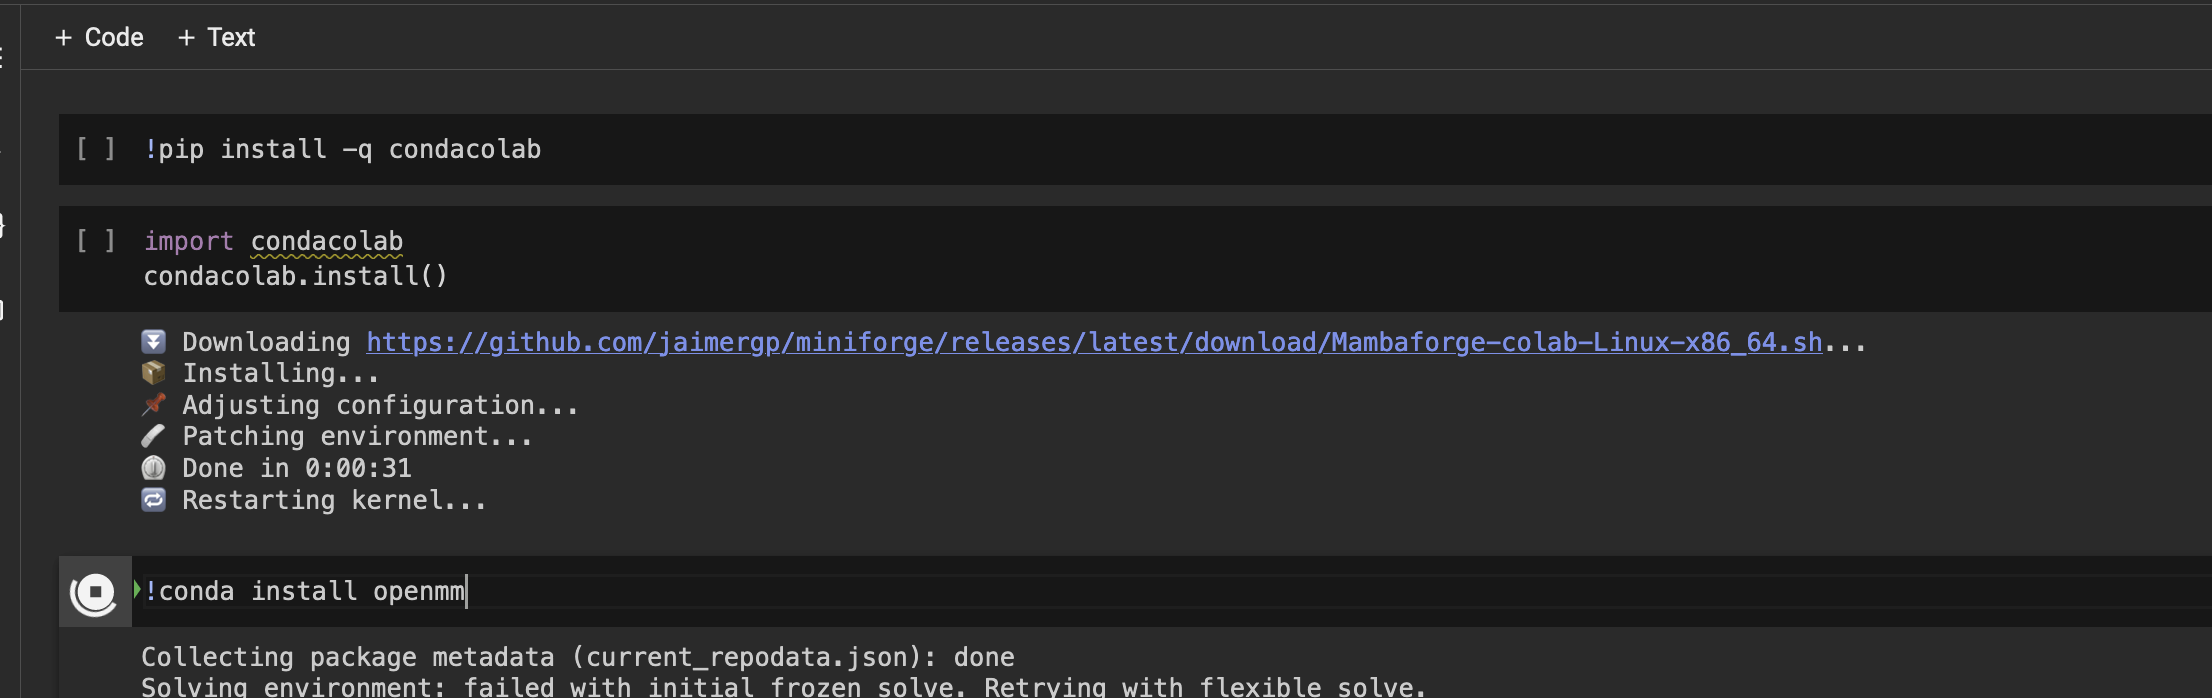 + Code + Text
[ ] !pip install -q condacolab
[ ] import condacolab
condacolab.install()
⏬ Downloading https://github.com/jaimergp/miniforge/releases/latest/download/Mambaforge-colab-Linux-x86_64.sh...
📦 Installing...
📌 Adjusting configuration...
🩹 Patching environment...
⏲ Done in 0:00:31
🔁 Restarting kernel...
!conda install openmm
Collecting package metadata (current_repodata.json): done
Solving environment: failed with initial frozen solve. Retrying with flexible solve.